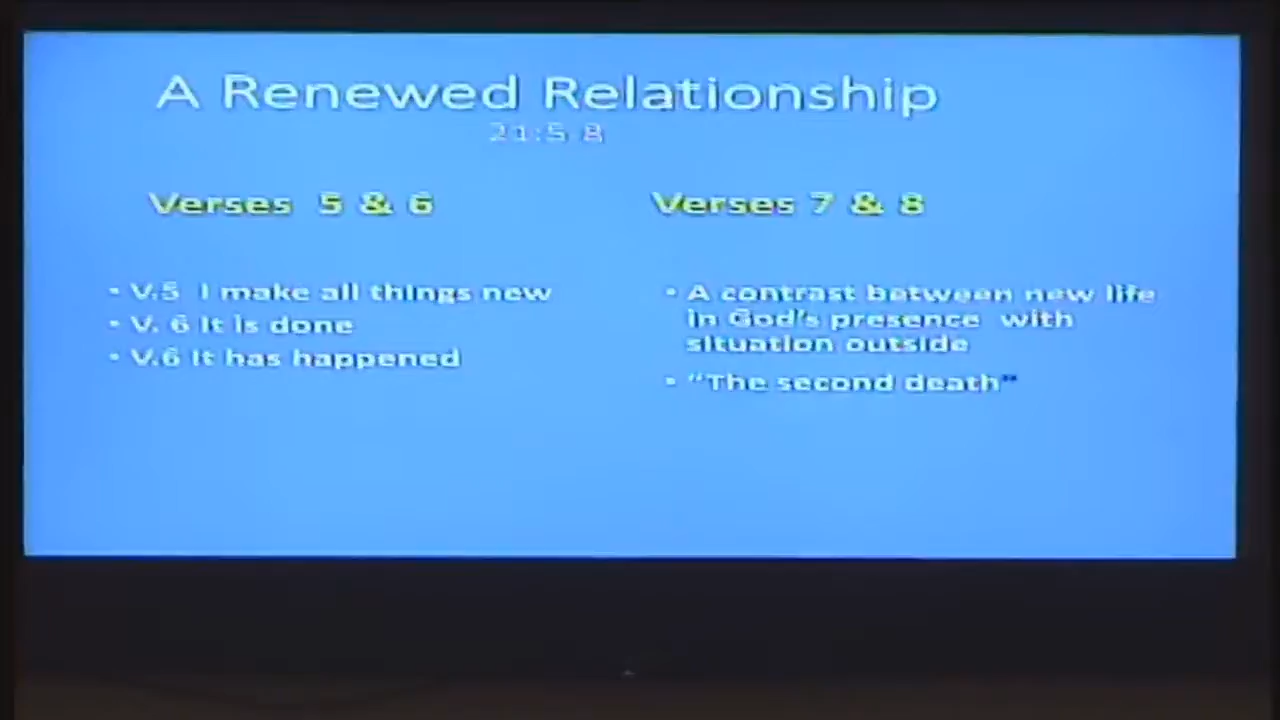 A Renewed Relationship
21:5 8
Verses 5 & 6
• V.5 I make all things new
• V. 6 It is done
• V.6 It has happened
Verses 7 & 8
• A contrast between new life
in God's presence with
situation outside
• "The second death"